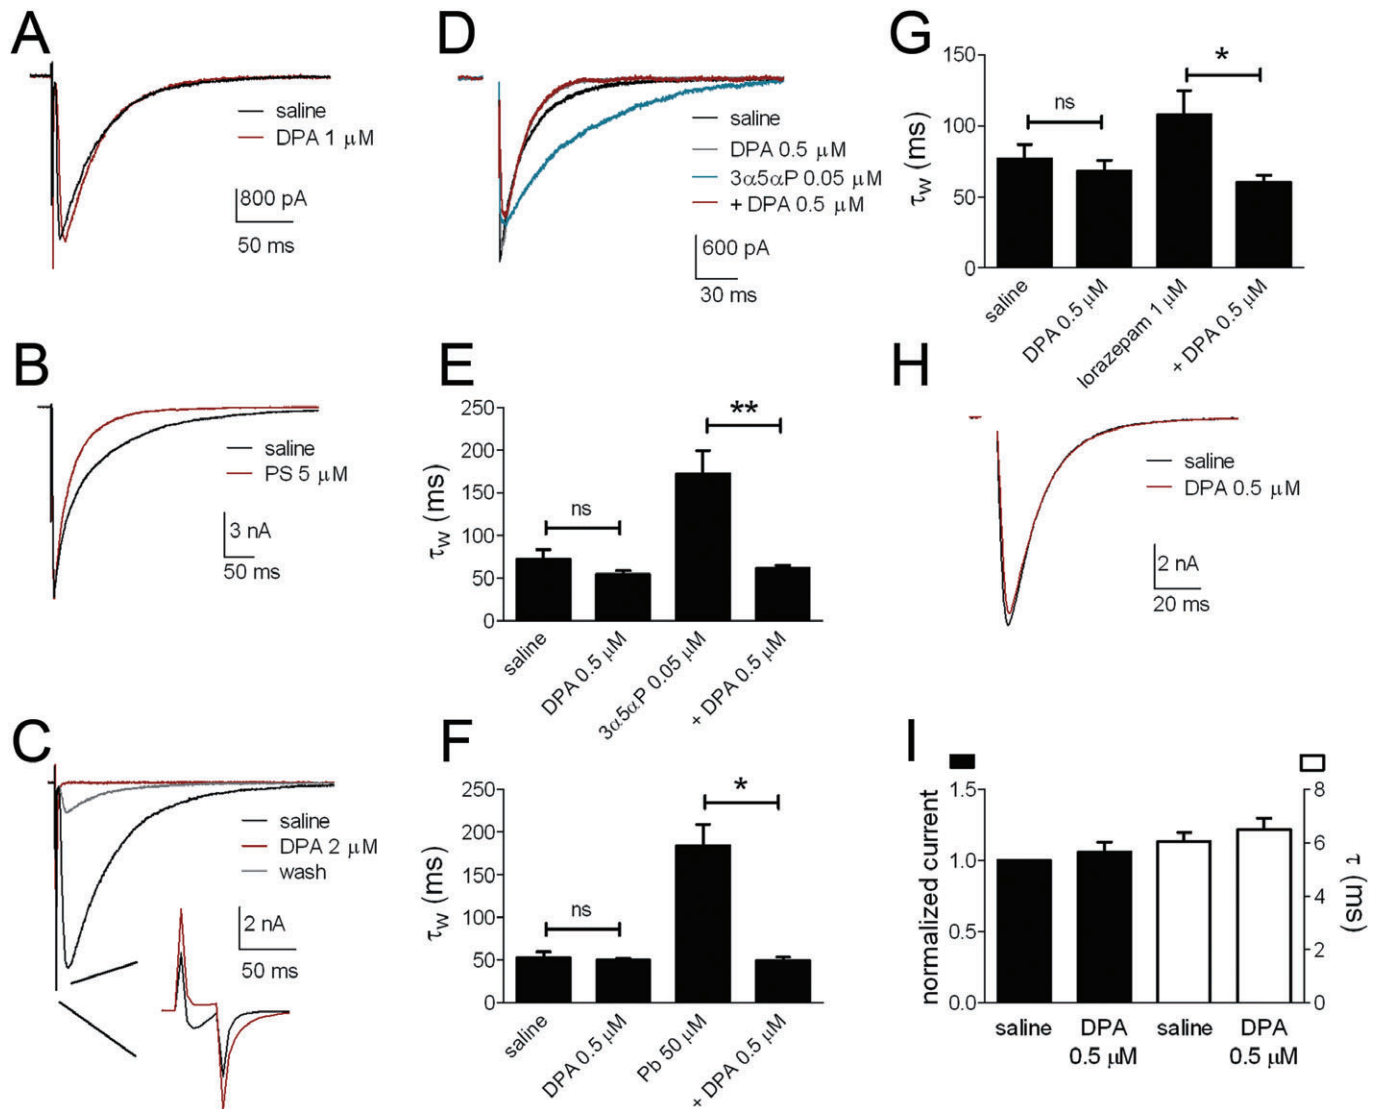 A
saline
DPA 1 μM
800 pA
50 ms
B
saline
PS 5 μM
3 nA
50 ms
C
saline
DPA 2 μM
wash
2 nA
50 ms
D
saline
DPA 0.5 μM
3α5αP 0.05 μM
+ DPA 0.5 μM
600 pA
30 ms
E
250
200
150
100
50
0
τw (ms)
ns
**
saline
DPA 0.5 μM
3α5αP 0.05 μM
+ DPA 0.5 μM
F
250
200
150
100
50
0
τw (ms)
ns
*
saline
DPA 0.5 μM
Pb 50 μM
+ DPA 0.5 μM
G
150
100
50
0
τw (ms)
ns
*
saline
DPA 0.5 μM
lorazepam 1 μM
+ DPA 0.5 μM
H
saline
DPA 0.5 μM
2 nA
20 ms
I
1.5
1.0
0.5
0.0
normalized current
8
6
4
2
0
τ (ms)
saline
DPA
0.5 μM
saline
DPA
0.5 μM